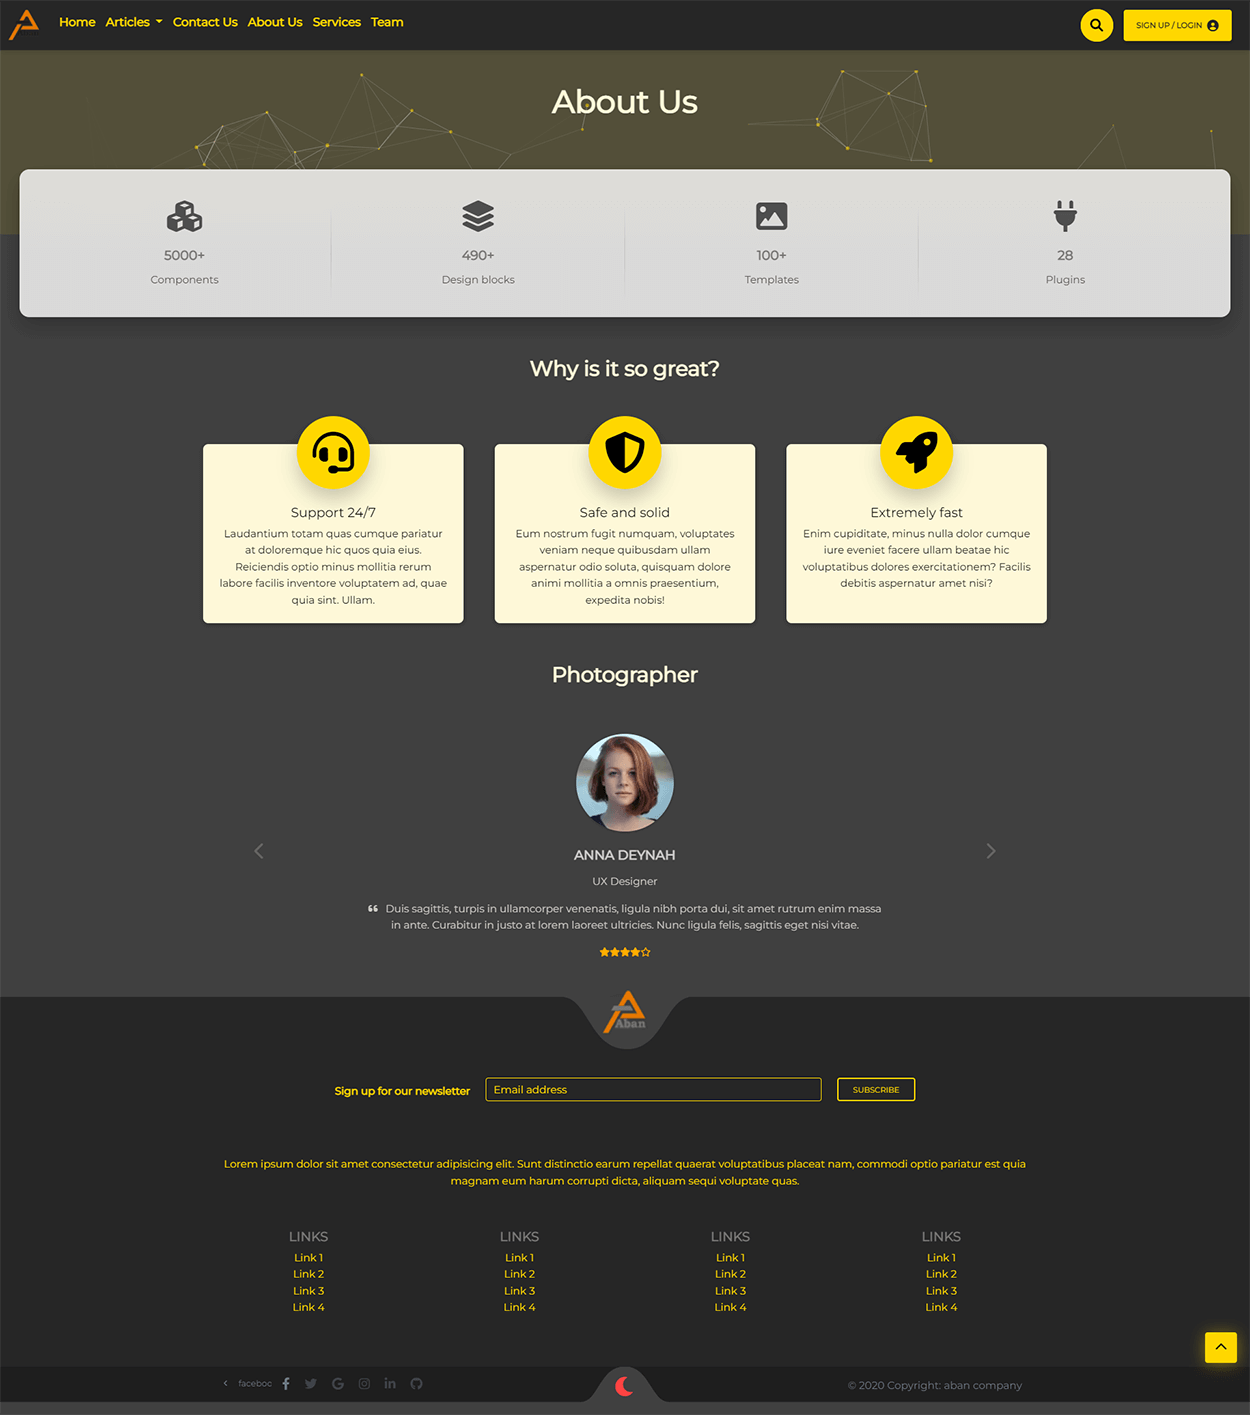 Home Articles Contact Us About Us Services Team
SIGN UP / LOGIN
About Us
5000+
Components
490+
Design blocks
100+
Templates
28
Plugins
Why is it so great?
Support 24/7
Laudantium totam quas cumque pariatur
at doloremque hic quos quia eius.
Reiciendis optio minus mollitia rerum
labore facilis inventore voluptatem ad, quae
quia sint. Ullam.
Safe and solid
Eum nostrum fugit numquam, voluptates
veniam neque quibusdam ullam
aspernatur odio soluta, quisquam dolore
animi mollitia a omnis praesentium,
expedita nobis!
Extremely fast
Enim cupiditate, minus nulla dolor cumque
iure eveniet facere ullam beatae hic
voluptatibus dolores exercitationem? Facilis
debitis aspernatur amet nisi?
Photographer
ANNA DEYNAH
UX Designer
“ Duis sagittis, turpis in ullamcorper venenatis, ligula nibh porta dui, sit amet rutrum enim massa
in ante. Curabitur in justo at lorem laoreet ultricies. Nunc ligula felis, sagittis eget nisi vitae.
Aban
Sign up for our newsletter Email address SUBSCRIBE
Lorem ipsum dolor sit amet consectetur adipisicing elit. Sunt distinctio earum repellat quaerat voluptatibus placeat nam, commodi optio pariatur est quia
magnam eum harum corrupti dicta, aliquam sequi voluptate quas.
LINKS
Link 1
Link 2
Link 3
Link 4
LINKS
Link 1
Link 2
Link 3
Link 4
LINKS
Link 1
Link 2
Link 3
Link 4
LINKS
Link 1
Link 2
Link 3
Link 4
faceboc
© 2020 Copyright: aban company